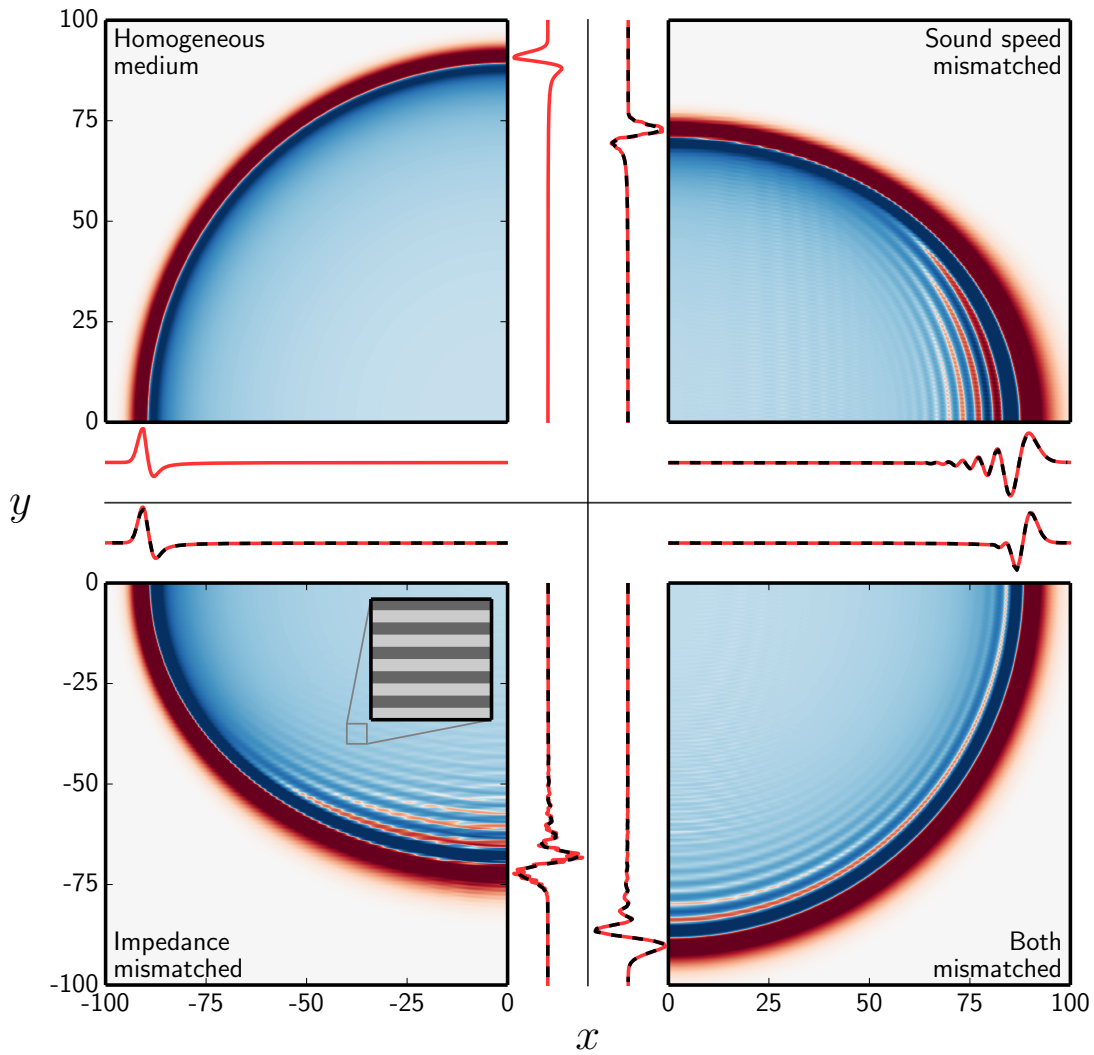 100
Homogeneous
medium
Sound speed
mismatched
75
50
25
0
y
0
-25
-50
-75
-100
Impedance
mismatched
Both
mismatched
-100
-75
-50
-25
0
0
25
50
75
100
x